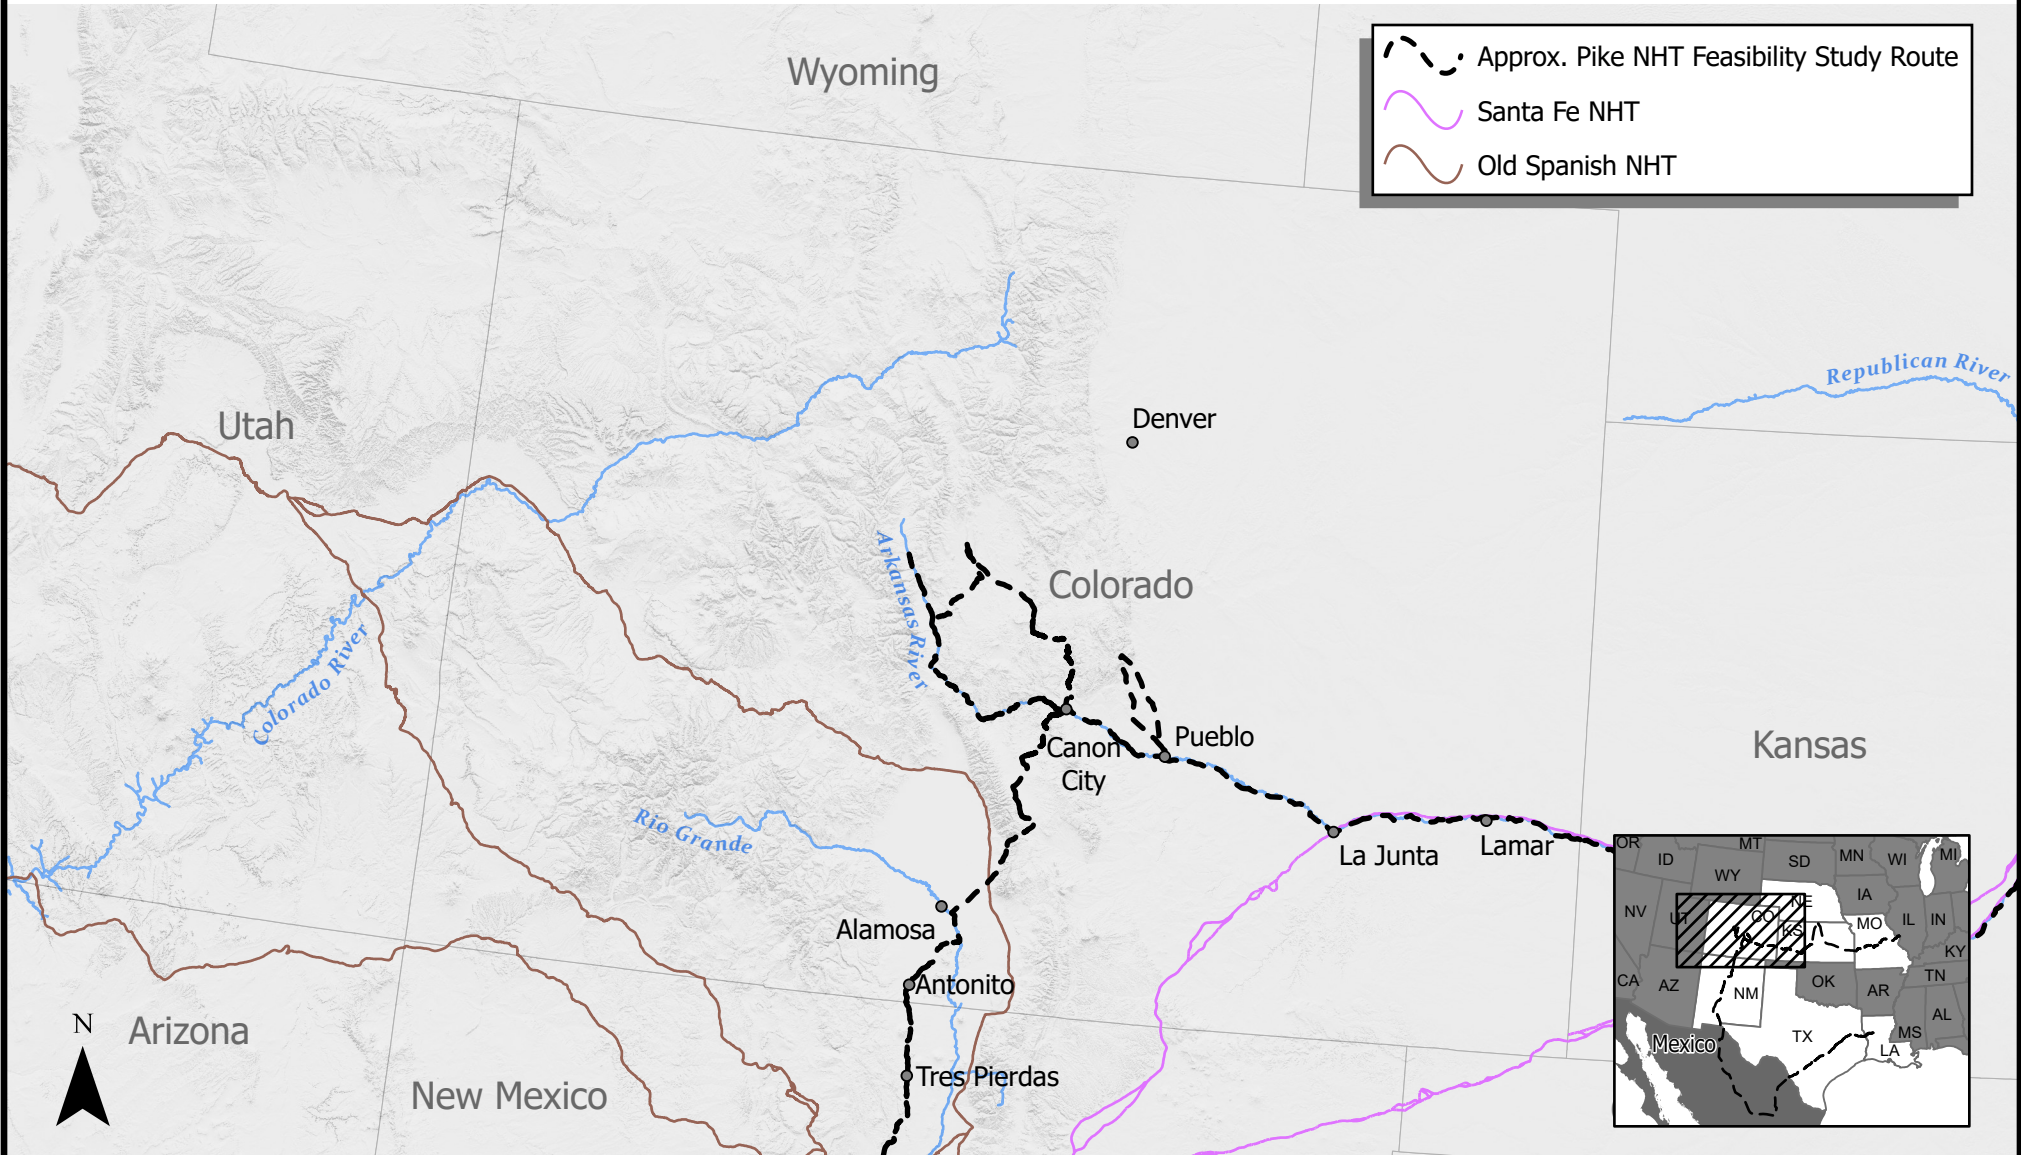 Wyoming
Approx. Pike NHT Feasibility Study Route
Santa Fe NHT
Old Spanish NHT
Republican River
Utah
Denver
Arkansas River
Colorado
Colorado River
Canon
City
Pueblo
Kansas
Rio Grande
La Junta
Lamar
Alamosa
Antonito
Tres Pierdas
N
Arizona
New Mexico
OR
ID
MT
WY
SD
MN
WI
MI
NV
UT
CO
NE
IA
KS
MO
IL
IN
KY
CA
AZ
NM
OK
AR
TN
MS
AL
TX
LA
Mexico